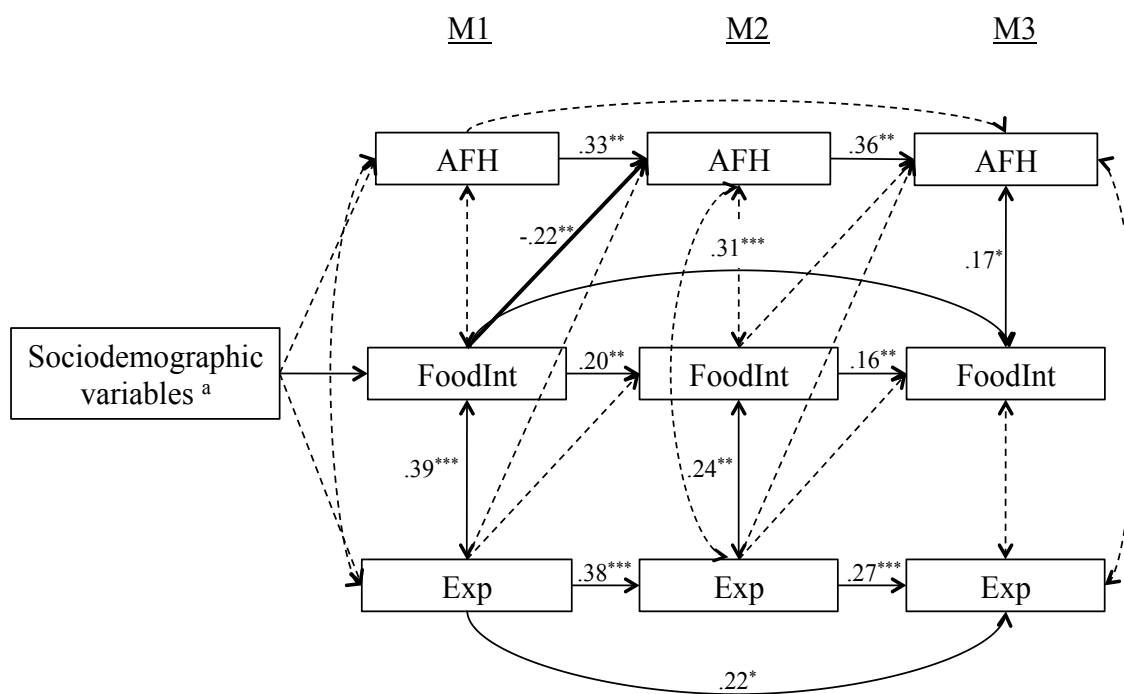 M1 M2 M3
AFH .33** AFH .36** AFH
-.22** .31*** .17*
Sociodemographic
variables a
FoodInt .20** FoodInt .16** FoodInt
.39*** .24**
Exp .38*** Exp .27*** Exp
.22*